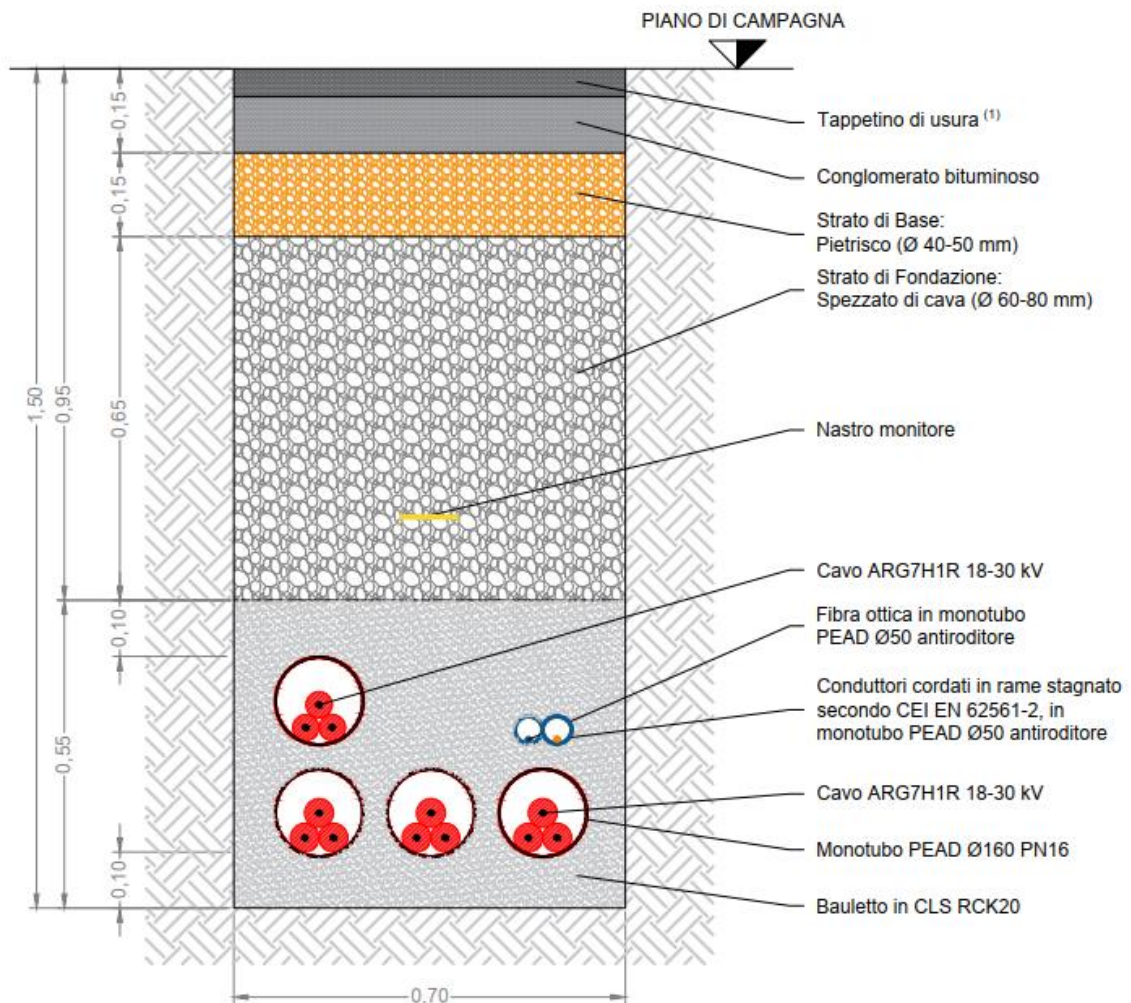 PIANO DI CAMPAGNA
Tappetino di usura (1)
Conglomerato bituminoso
Strato di Base:
Pietrisco (Ø 40-50 mm)
Strato di Fondazione:
Spezzato di cava (Ø 60-80 mm)
Nastro monitore
Cavo ARG7H1R 18-30 kV
Fibra ottica in monotubo
PEAD Ø50 antiroditore
Conduttori cordati in rame stagnato
secondo CEI EN 62561-2, in
monotubo PEAD Ø50 antiroditore
Cavo ARG7H1R 18-30 kV
Monotubo PEAD Ø160 PN16
Bauletto in CLS RCK20
1,50
0,95
0,55
0,15
0,15
0,65
0,10
0,10
0,70